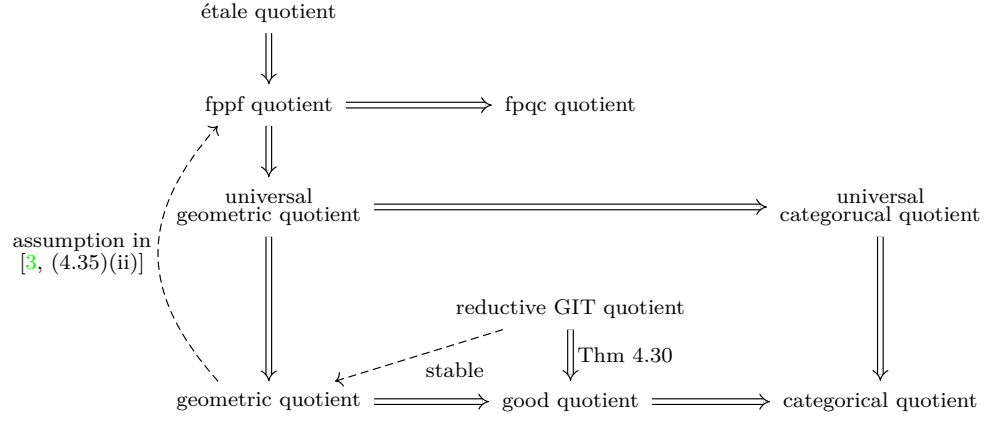 étale quotient
fppf quotient
fpqc quotient
universal
geometric quotient
universal
categorucal quotient
assumption in
[3, (4.35)(ii)]
reductive GIT quotient
Thm 4.30
stable
geometric quotient
good quotient
categorical quotient